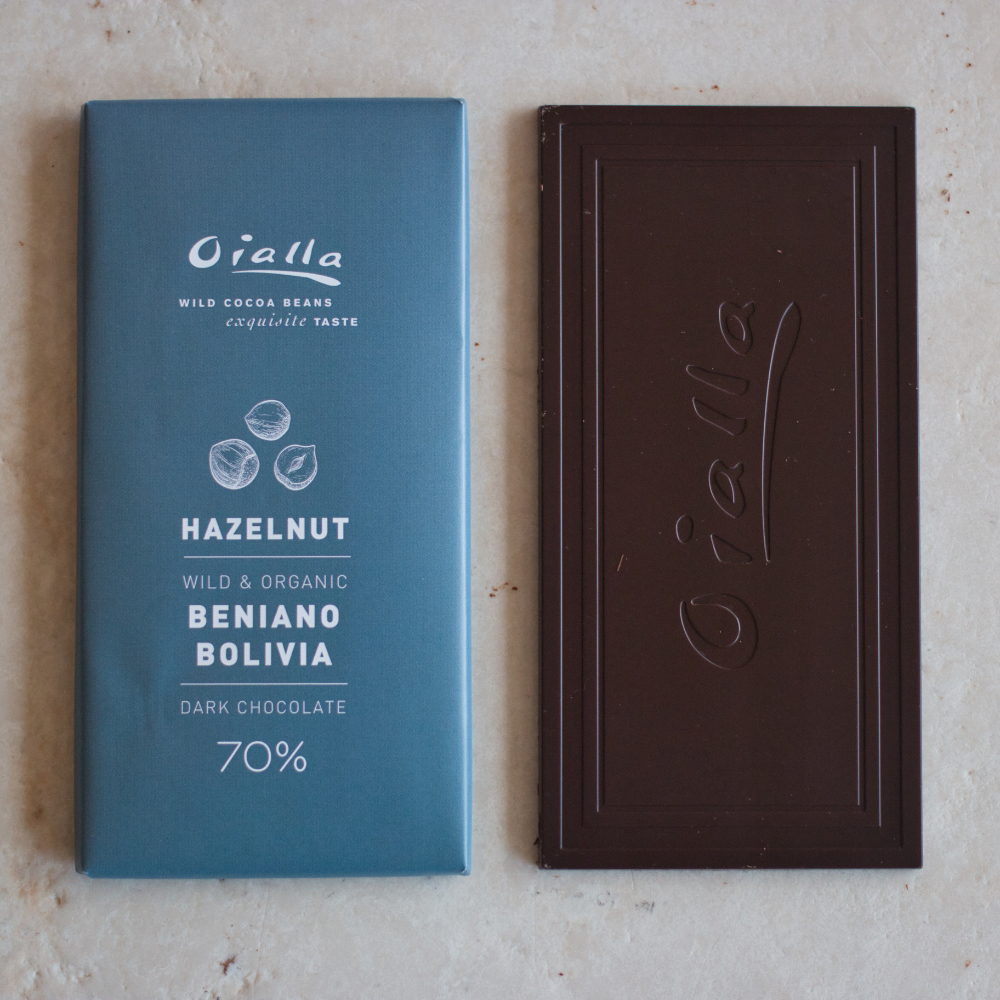 Oialla
WILD COCOA BEANS
exquisite TASTE
HAZELNUT
WILD & ORGANIC
BENIANO
BOLIVIA
DARK CHOCOLATE
70%
Oialla